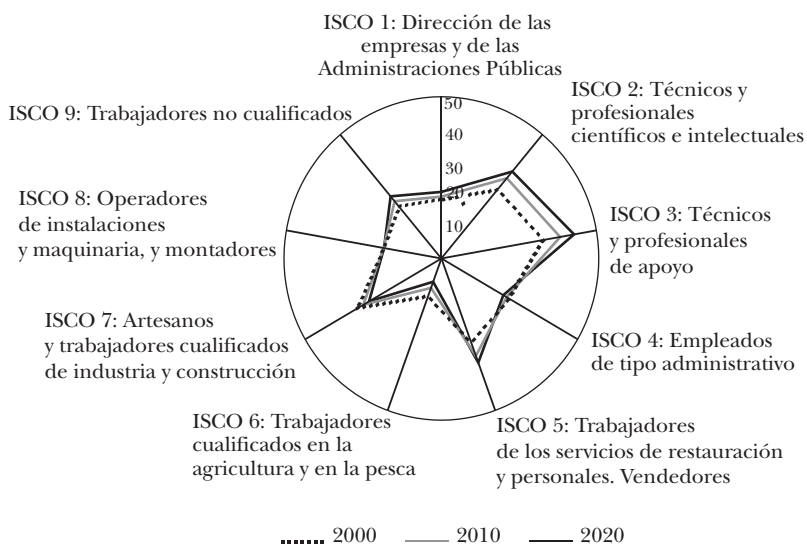 ISCO 1: Dirección de las
empresas y de las
Administraciones Públicas
ISCO 2: Técnicos y
profesionales
científicos e intelectuales
ISCO 3: Técnicos
y profesionales
de apoyo
ISCO 4: Empleados
de tipo administrativo
ISCO 5: Trabajadores
de los servicios de restauración
y personales. Vendedores
ISCO 6: Trabajadores
cualificados en la
agricultura y en la pesca
ISCO 7: Artesanos
y trabajadores cualificados
de industria y construcción
ISCO 8: Operadores
de instalaciones
y maquinaria, y montadores
ISCO 9: Trabajadores no cualificados
50
40
30
20
10
2000
2010
2020